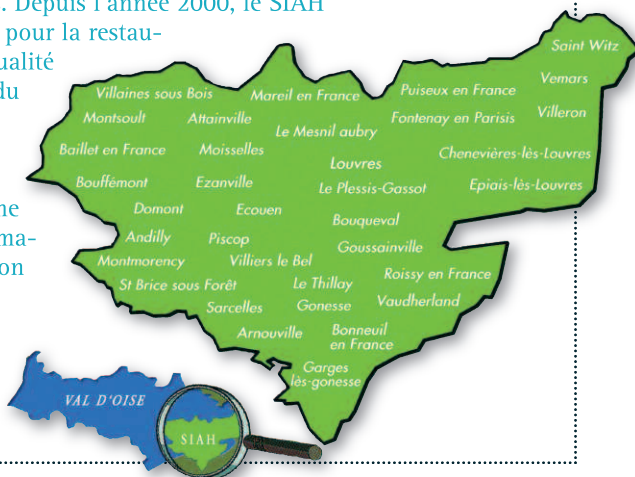 . Depuis l'année 2000, le SIAH
pour la restau-
ualité
du
ne
ma-
on
Saint Witz
Vemars
Villaines sous Bois
Mareil en France
Puiseux en France
Villeron
Montsoult
Attainville
Fontenay en Parisis
Le Mesnil aubry
Baillet en France
Moisselles
Chenevières-lès-Louvres
Louvres
Bouffémont
Ezanville
Le Plessis-Gassot
Epiais-lès-Louvres
Domont
Ecouen
Bouqueval
Andilly
Piscop
Goussainville
Montmorency
Villiers le Bel
Roissy en France
St Brice sous Forêt
Le Thillay
Sarcelles
Gonesse
Vaudherland
Arnouville
Bonneuil
en France
Garges
lès-gonesse
VAL D'OISE
SIAH